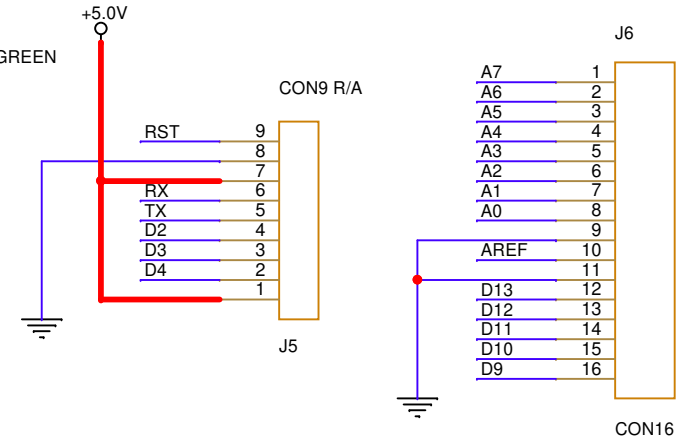 +5.0V
GREEN
CON9 R/A
RST 9
8
7
RX 6
TX 5
D2 4
D3 3
D4 2
1
J5
J6
A7 1
A6 2
A5 3
A4 4
A3 5
A2 6
A1 7
A0 8
9
AREF 10
11
D13 12
D12 13
D11 14
D10 15
D9 16
CON16